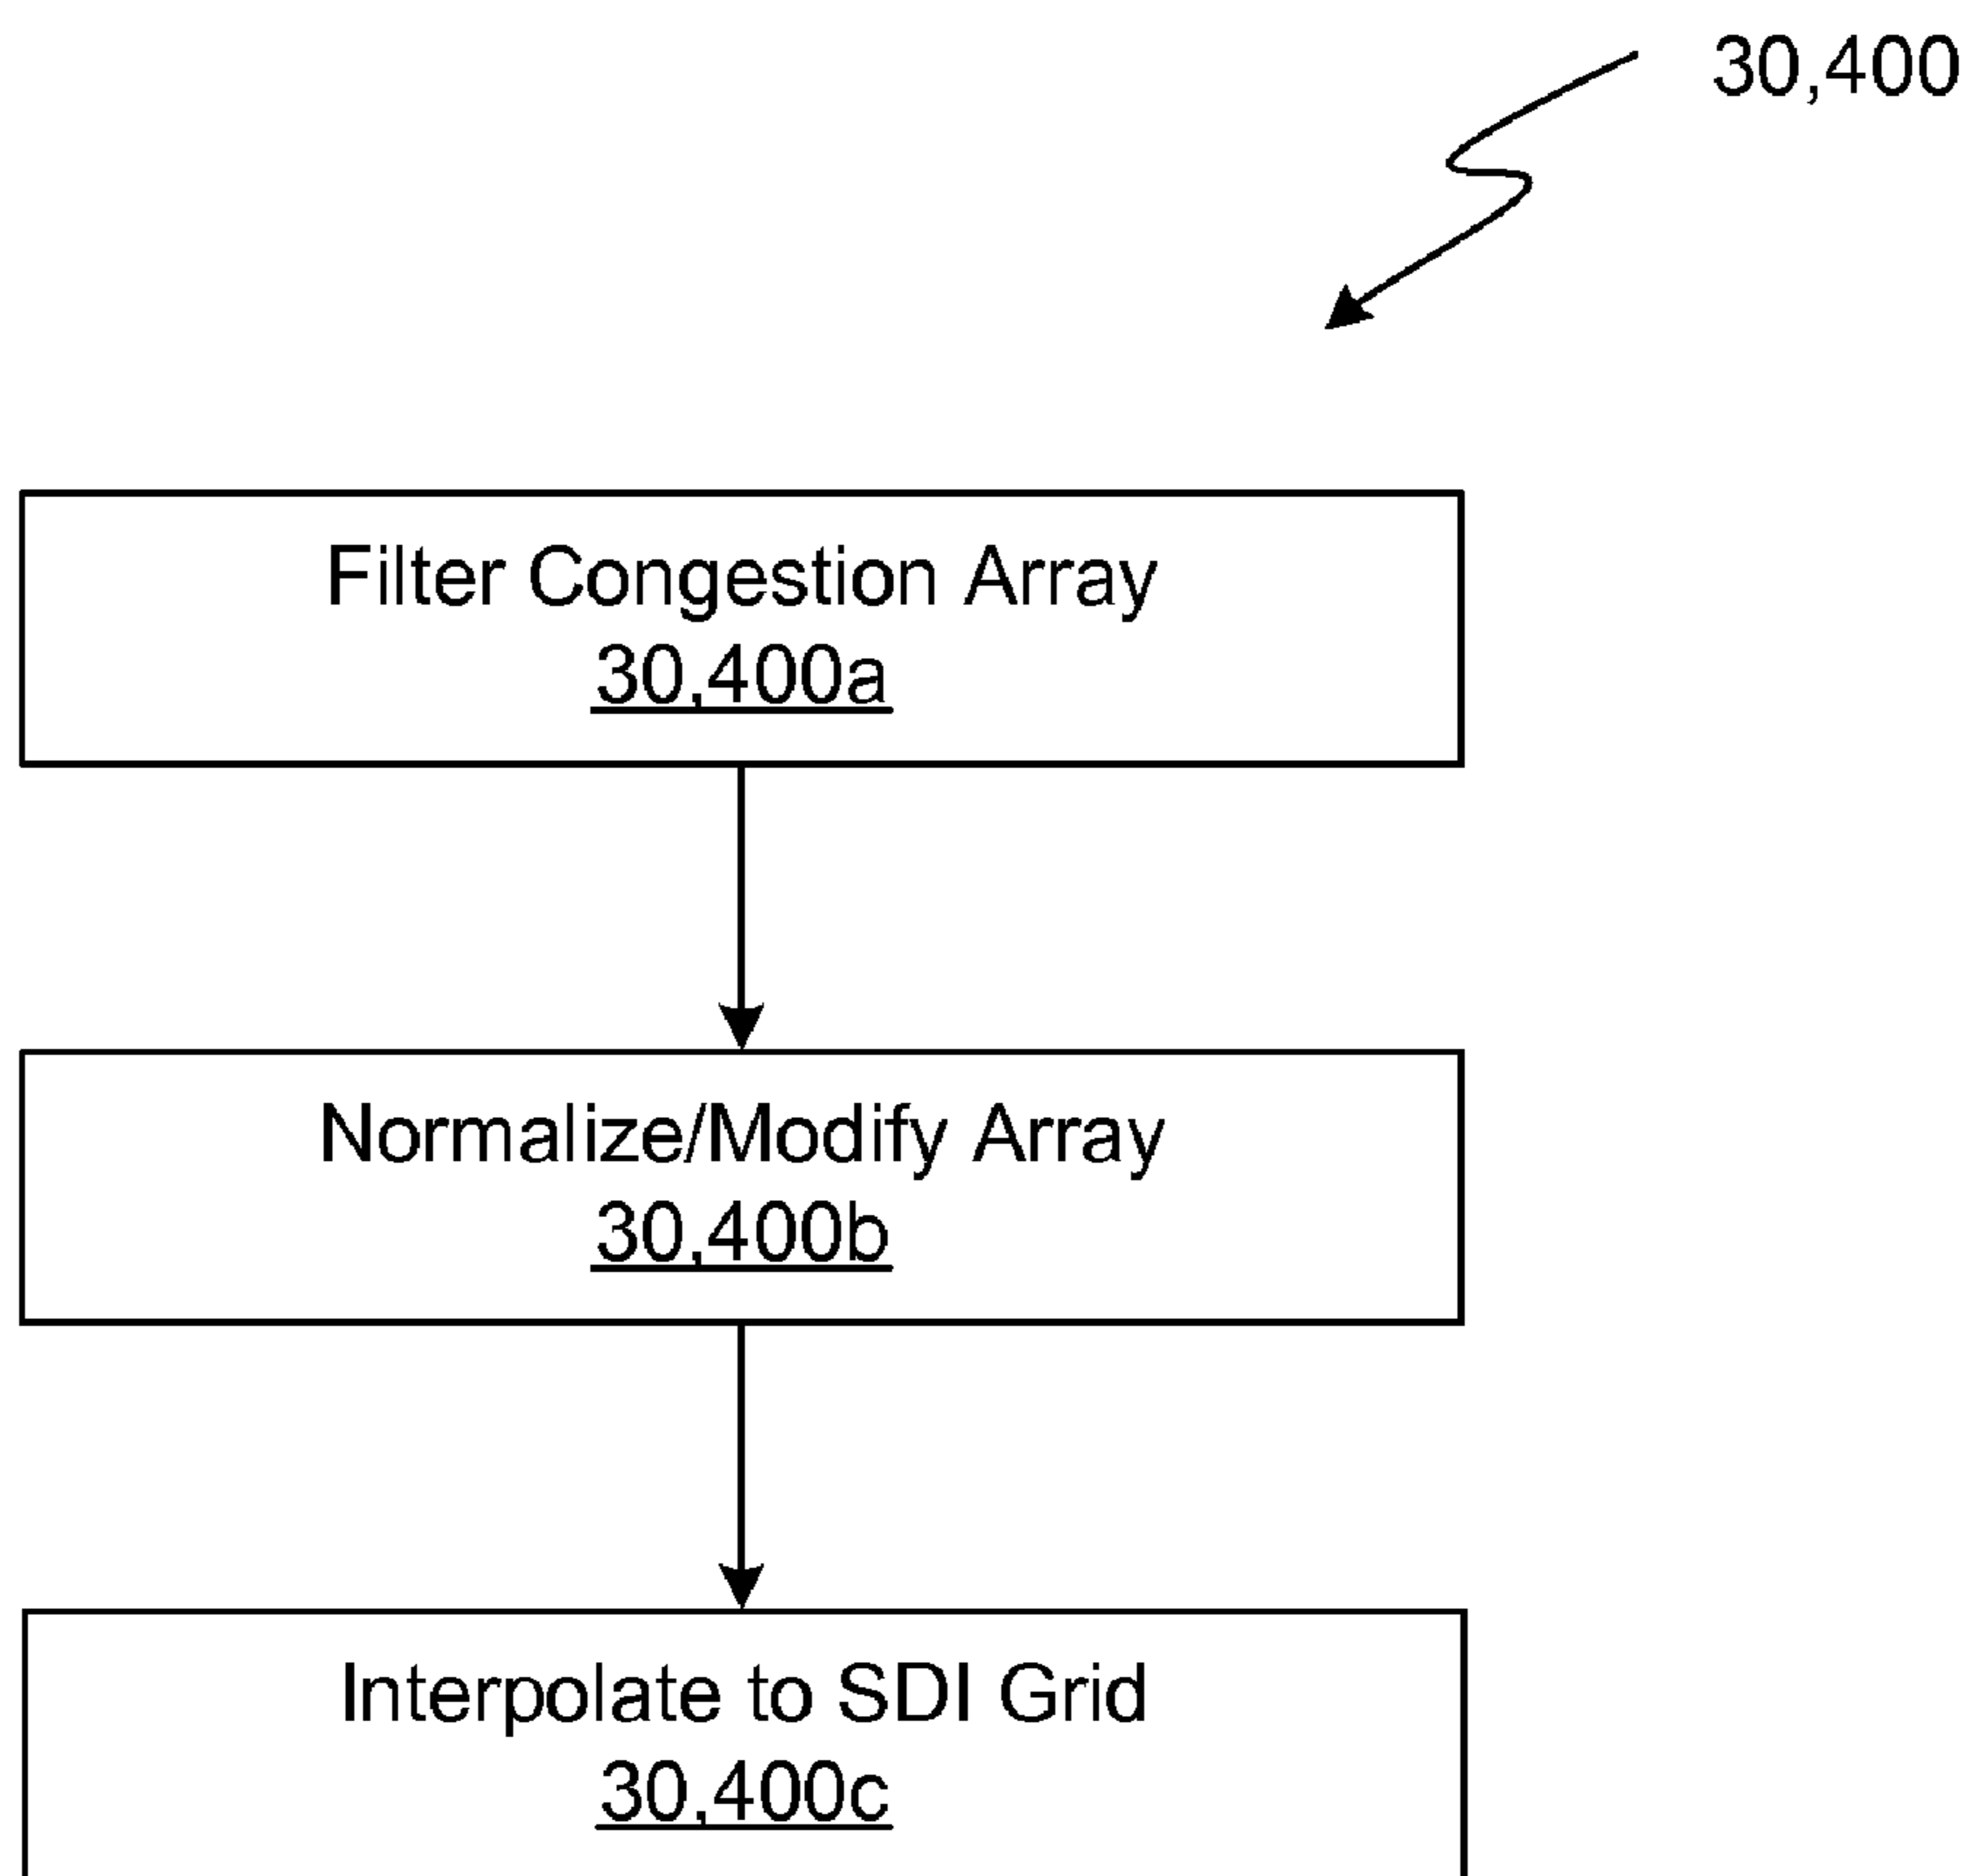 30,400
Filter Congestion Array
30,400a
Normalize/Modify Array
30,400b
Interpolate to SDI Grid
30,400c